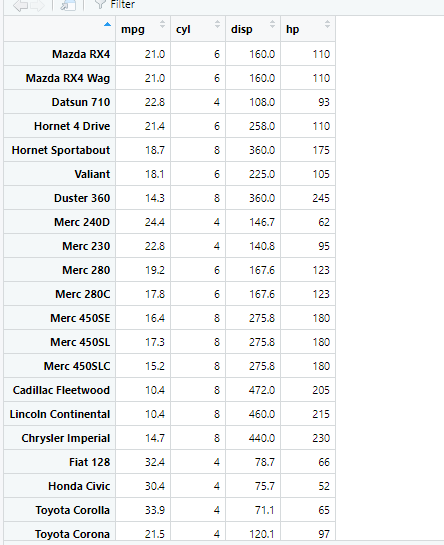 Filter
mpg cyl disp hp
Mazda RX4 21.0 6 160.0 110
Mazda RX4 Wag 21.0 6 160.0 110
Datsun 710 22.8 4 108.0 93
Hornet 4 Drive 21.4 6 258.0 110
Hornet Sportabout 18.7 8 360.0 175
Valiant 18.1 6 225.0 105
Duster 360 14.3 8 360.0 245
Merc 240D 24.4 4 146.7 62
Merc 230 22.8 4 140.8 95
Merc 280 19.2 6 167.6 123
Merc 280C 17.8 6 167.6 123
Merc 450SE 16.4 8 275.8 180
Merc 450SL 17.3 8 275.8 180
Merc 450SLC 15.2 8 275.8 180
Cadillac Fleetwood 10.4 8 472.0 205
Lincoln Continental 10.4 8 460.0 215
Chrysler Imperial 14.7 8 440.0 230
Fiat 128 32.4 4 78.7 66
Honda Civic 30.4 4 75.7 52
Toyota Corolla 33.9 4 71.1 65
Toyota Corona 21.5 4 120.1 97